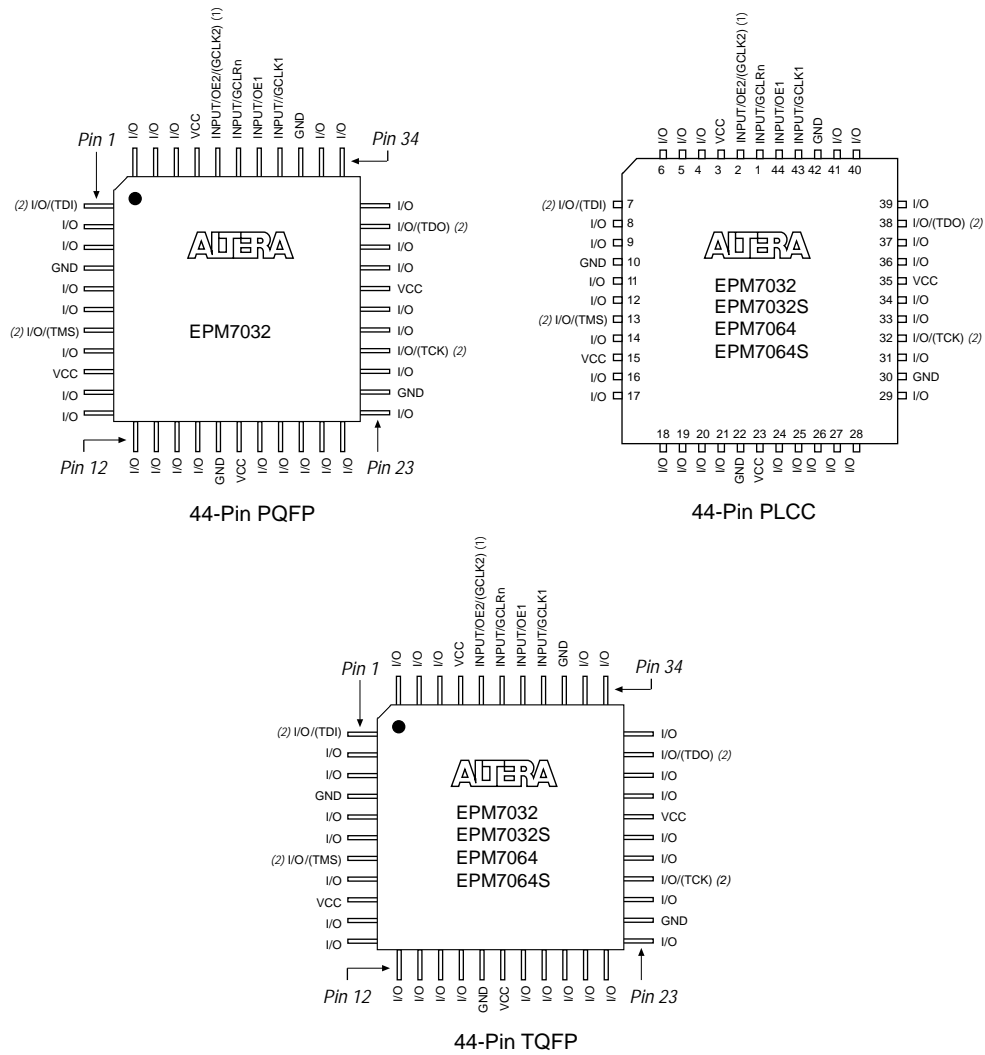 I/O
I/O
I/O
VCC
INPUT/OE2/(GCLK2) (1)
INPUT/GCLRn
INPUT/OE1
INPUT//GCLK1
GND
I/O
I/O
Pin 1
Pin 34
(2) I/O/(TDI)
I/O
I/O
GND
I/O
I/O
(2) I/O/(TMS)
I/O
VCC
I/O
I/O
ALTERA
EPM7032
I/O
I/O/(TDO) (2)
I/O
I/O
VCC
I/O
I/O
I/O/(TCK) (2)
I/O
GND
I/O
Pin 12
Pin 23
I/O
I/O
I/O
I/O
GND
VCC
I/O
I/O
I/O
I/O
I/O
44-Pin PQFP
I/O
I/O
I/O
VCC
INPUT/OE2/(GCLK2) (1)
INPUT/GCLRn
INPUT/OE1
INPUT/GCLK1
GND
I/O
I/O
6 5 4 3 2 1 44 43 42 41 40
(2) I/O/(TDI) 7
I/O 8
I/O 9
GND 10
I/O 11
I/O 12
(2) I/O/(TMS) 13
I/O 14
VCC 15
I/O 16
I/O 17
ALTERA
EPM7032
EPM7032S
EPM7064
EPM7064S
39 I/O
38 I/O/(TDO) (2)
37 I/O
36 I/O
35 VCC
34 I/O
33 I/O
32 I/O/(TCK) (2)
31 I/O
30 GND
29 I/O
18 19 20 21 22 23 24 25 26 27 28
I/O
I/O
I/O
I/O
GND
VCC
I/O
I/O
I/O
I/O
I/O
44-Pin PLCC
I/O
I/O
I/O
VCC
INPUT/OE2/(GCLK2) (1)
INPUT/GCLRn
INPUT/OE1
INPUT/GCLK1
GND
I/O
I/O
Pin 1
Pin 34
(2) I/O/(TDI)
I/O
I/O
GND
I/O
I/O
(2) I/O/(TMS)
I/O
VCC
I/O
I/O
ALTERA
EPM7032
EPM7032S
EPM7064
EPM7064S
I/O
I/O/(TDO) (2)
I/O
I/O
VCC
I/O
I/O
I/O/(TCK) (2)
I/O
GND
I/O
Pin 12
Pin 23
I/O
I/O
I/O
I/O
GND
VCC
I/O
I/O
I/O
I/O
I/O
44-Pin TQFP